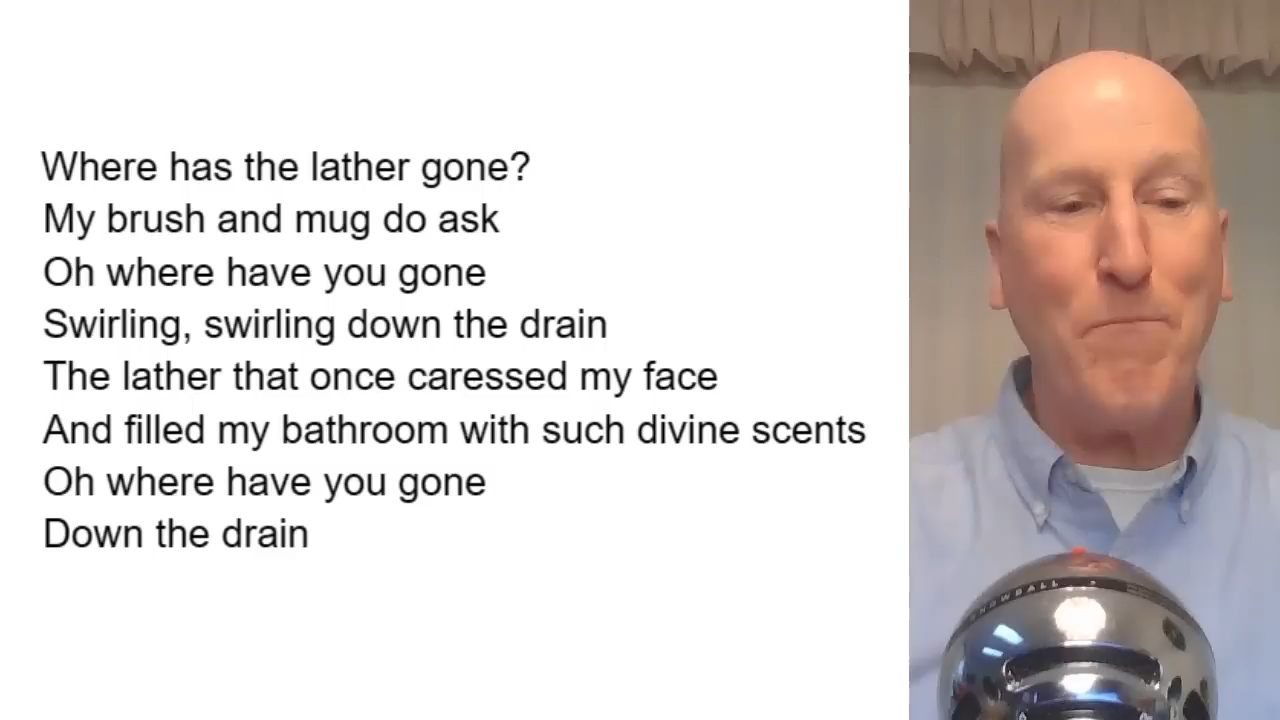 Where has the lather gone?
My brush and mug do ask
Oh where have you gone
Swirling, swirling down the drain
The lather that once caressed my face
And filled my bathroom with such divine scents
Oh where have you gone
Down the drain
SNOWBALL